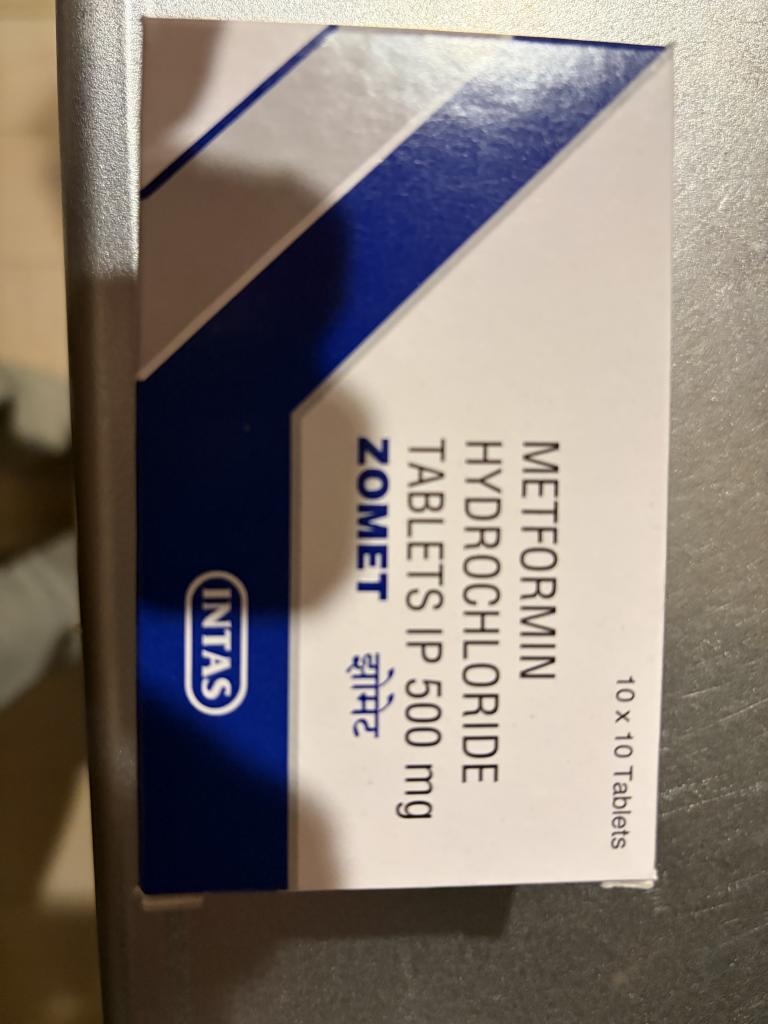 10 x 10 Tablets
METFORMIN
HYDROCHLORIDE
TABLETS IP 500 mg
ZOMET झोमेट
INTAS